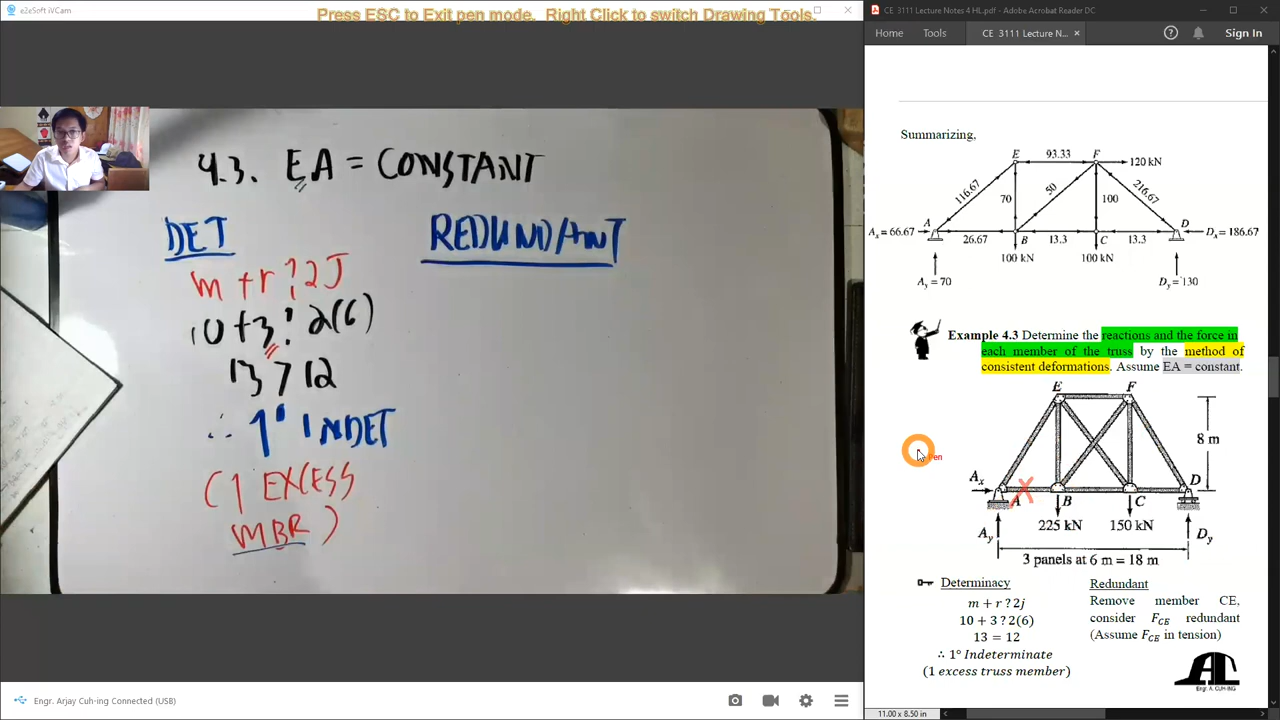 e2eSoft iVCam
Press ESC to Exit pen mode. Right Click to switch Drawing Tools.
4.3. EA = CONSTANT
DET
m + r ? 2J
10 + 3 ? 2(6)
13 > 12
∴ 1° INDET
(1 EXCESS
MBR)
REDUNDANT
Engr. Arjay Cuh-ing Connected (USB)
CE 3111 Lecture Notes 4 HL.pdf - Adobe Acrobat Reader DC
Home Tools CE 3111 Lecture N... × ? Sign In
Summarizing,
E 93.33 F 120 kN
116.67 70 50 100 216.67
A D
Ax = 66.67 Dx = 186.67
26.67 B 13.3 C 13.3
100 kN 100 kN
Ay = 70 Dy = 130
Example 4.3 Determine the reactions and the force in
each member of the truss by the method of
consistent deformations. Assume EA = constant.
E F
8 m
Pen
Ax D
A B C
225 kN 150 kN
Ay Dy
3 panels at 6 m = 18 m
Determinacy
m + r ? 2j
10 + 3 ? 2(6)
13 = 12
∴ 1° Indeterminate
(1 excess truss member)
Redundant
Remove member CE,
consider FCE redundant
(Assume FCE in tension)
AC
Engr. A. CUH-ING
11.00 x 8.50 in